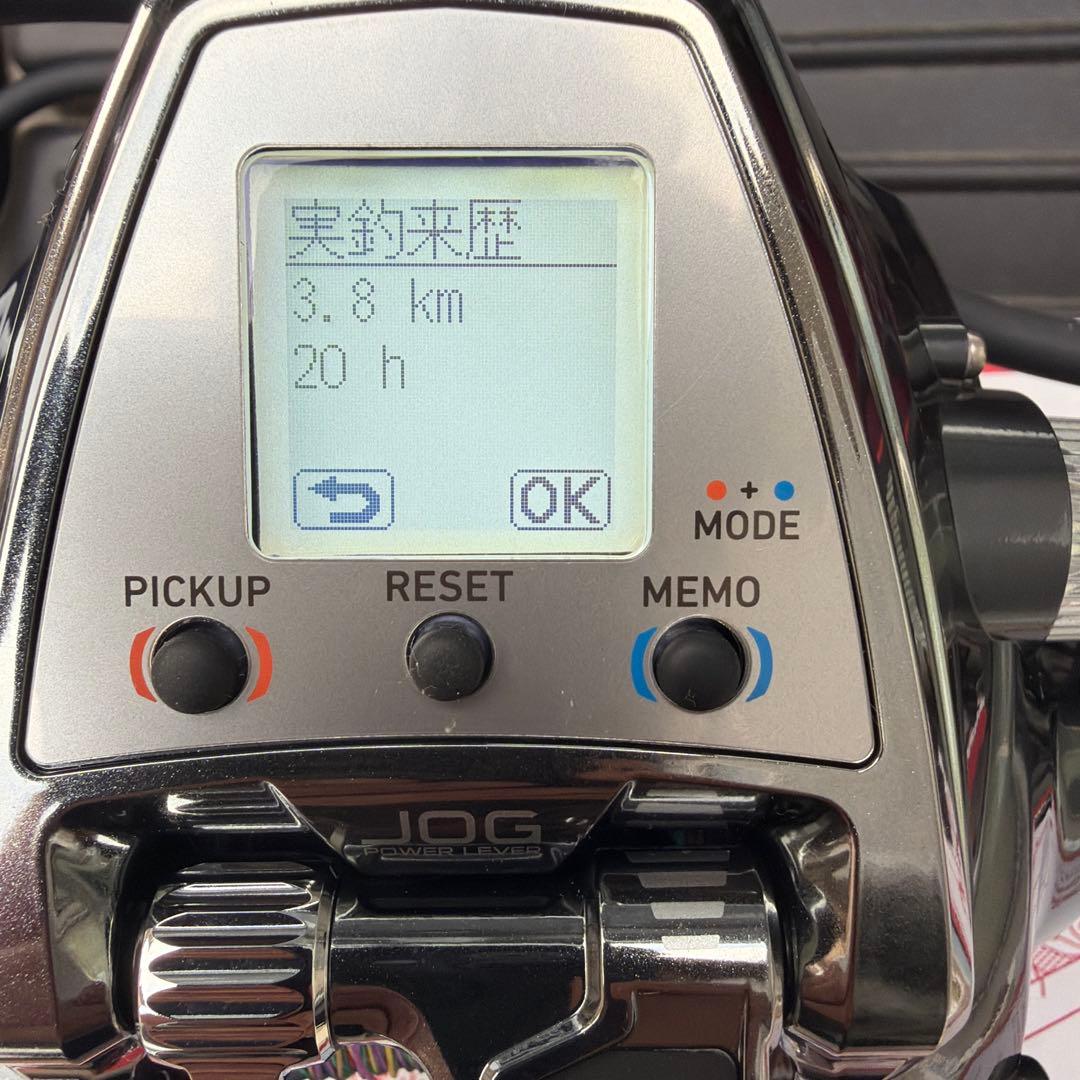 実釣来歴
3.8 km
20 h
OK
+
MODE
PICKUP
RESET
MEMO
JOG
POWER LEVER